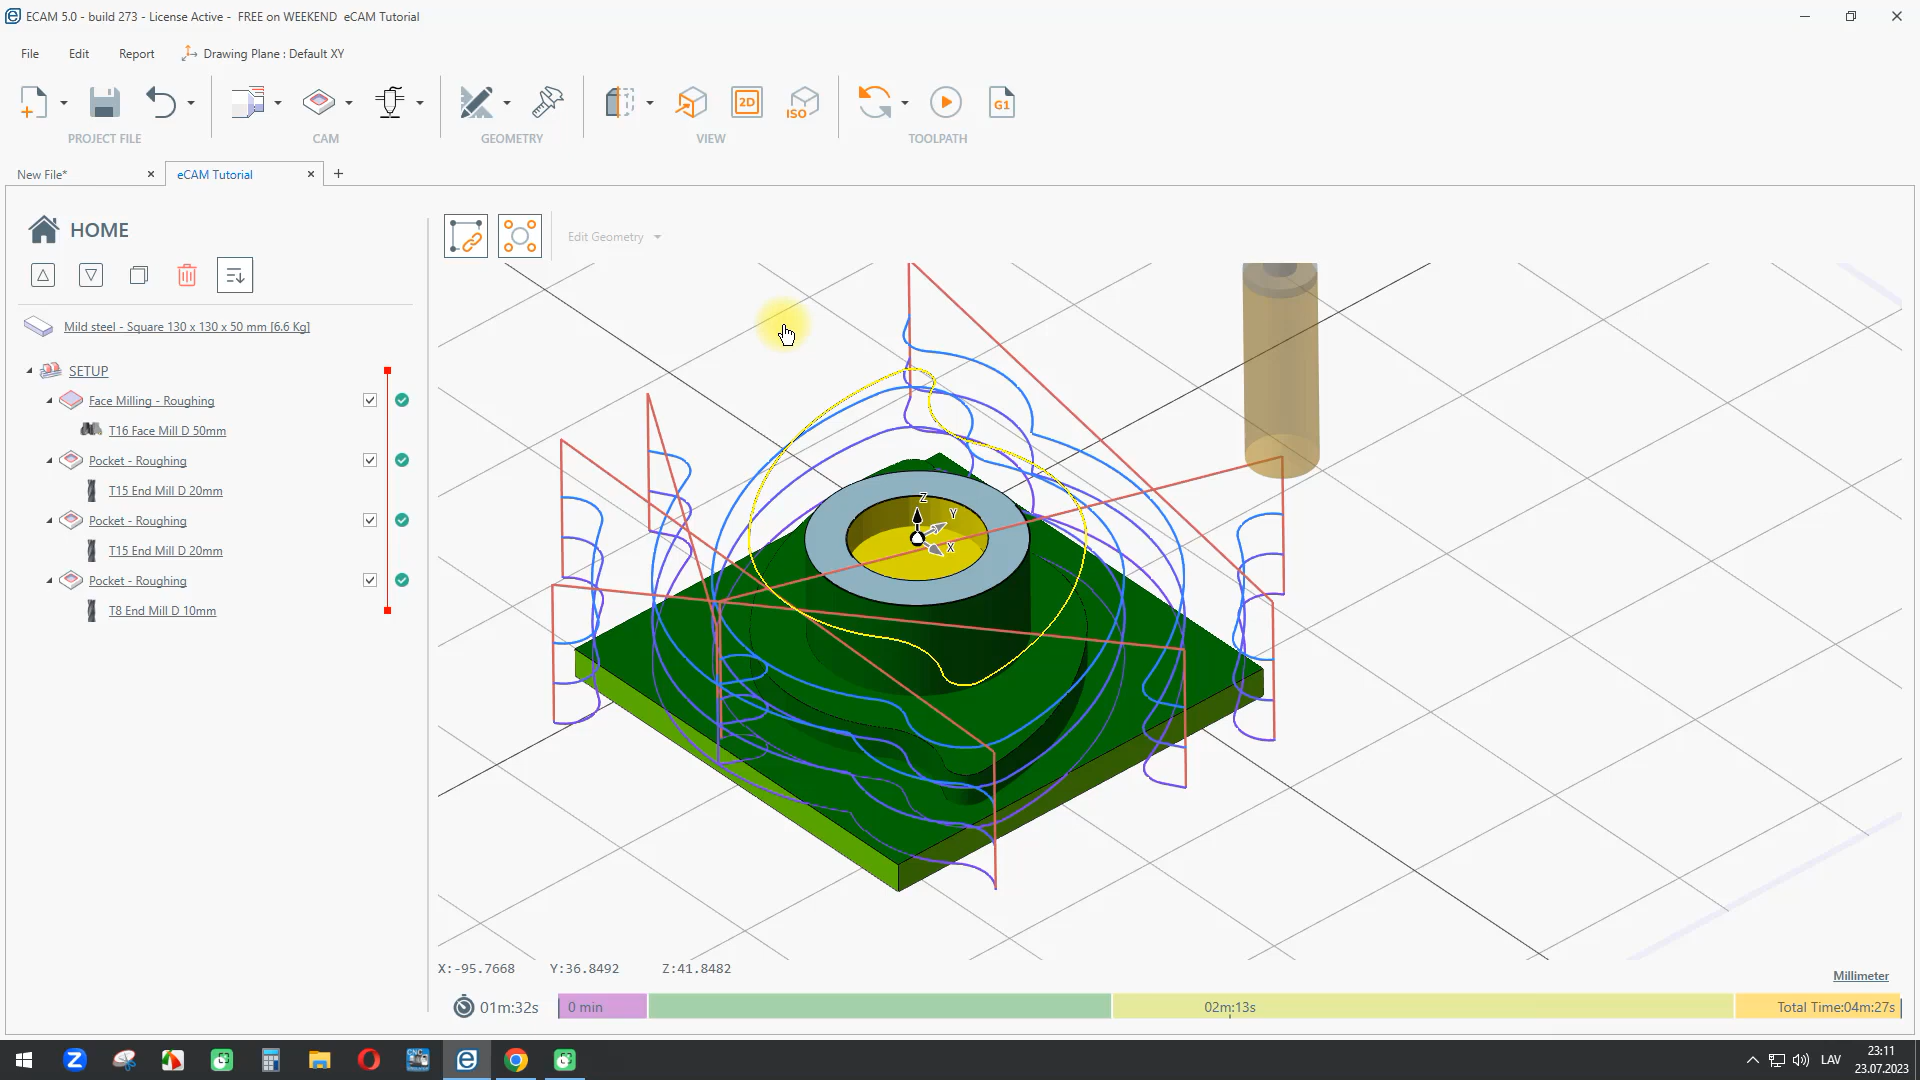 ECAM 5.0 - build 273 - License Active - FREE on WEEKEND eCAM Tutorial
File Edit Report Drawing Plane : Default XY
2D ISO G1
PROJECT FILE CAM GEOMETRY VIEW TOOLPATH
New File* eCAM Tutorial
HOME
Edit Geometry
Mild steel - Square 130 x 130 x 50 mm [6.6 Kg]
SETUP
Face Milling - Roughing
T16 Face Mill D 50mm
Pocket - Roughing
T15 End Mill D 20mm
Pocket - Roughing
T15 End Mill D 20mm
Pocket - Roughing
T8 End Mill D 10mm
Z
Y
X
X:-95.7668 Y:36.8492 Z:41.8482
Millimeter
01m:32s 0 min 02m:13s Total Time:04m:27s
CNC
LAV
23:11
23.07.2023